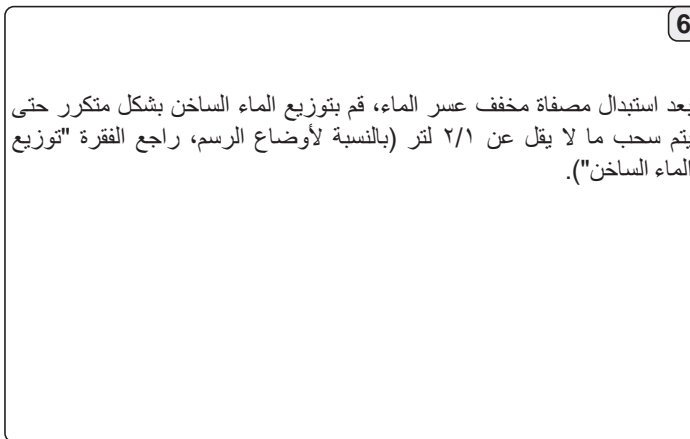 6
بعد استبدال مصفاة مخفف عسر الماء، قم بتوزيع الماء الساخن بشكل متكرر حتى
يتم سحب ما لا يقل عن ٢/١ لتر (بالنسبة لأوضاع الرسم، راجع الفقرة "توزيع
الماء الساخن").